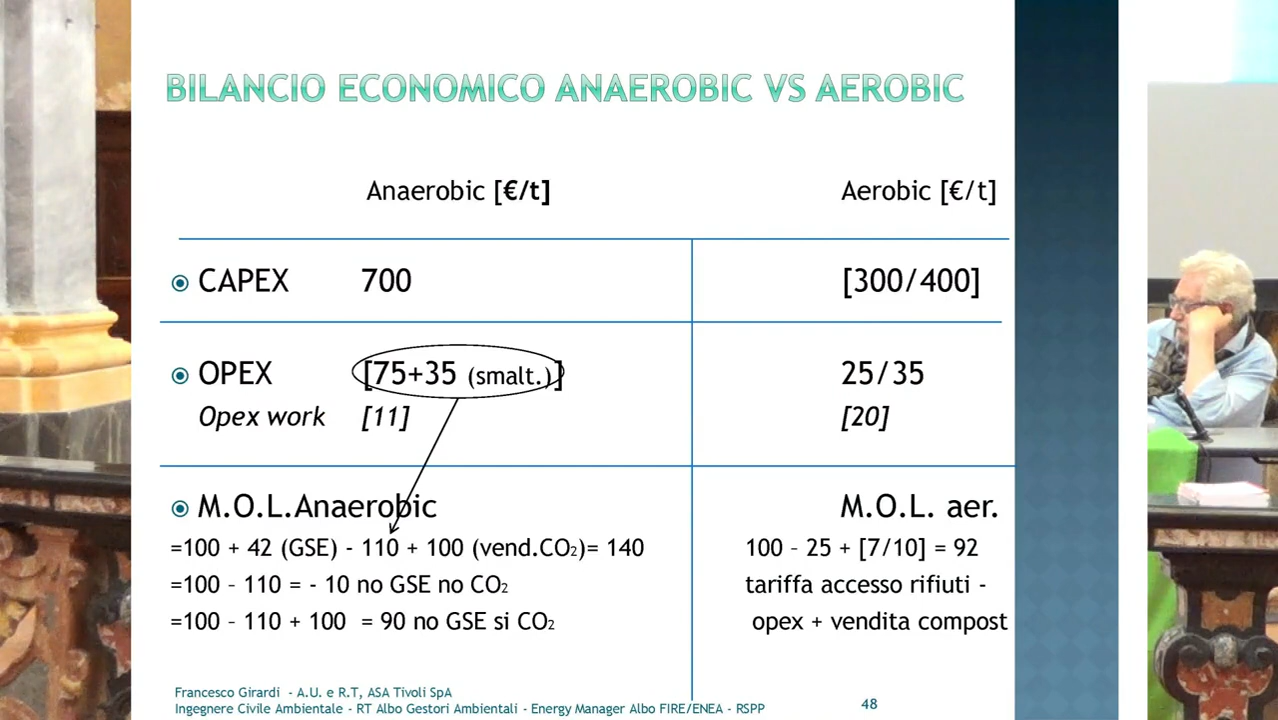 BILANCIO ECONOMICO ANAEROBIC VS AEROBIC
Anaerobic [€/t] Aerobic [€/t]
CAPEX 700 [300/400]
OPEX [75+35 (smalt.)] 25/35
Opex work [11] [20]
M.O.L.Anaerobic M.O.L. aer.
=100 + 42 (GSE) - 110 + 100 (vend.CO₂)= 140 100 – 25 + [7/10] = 92
=100 – 110 = - 10 no GSE no CO₂ tariffa accesso rifiuti -
=100 – 110 + 100 = 90 no GSE si CO₂ opex + vendita compost
Francesco Girardi - A.U. e R.T, ASA Tivoli SpA
Ingegnere Civile Ambientale - RT Albo Gestori Ambientali - Energy Manager Albo FIRE/ENEA - RSPP 48